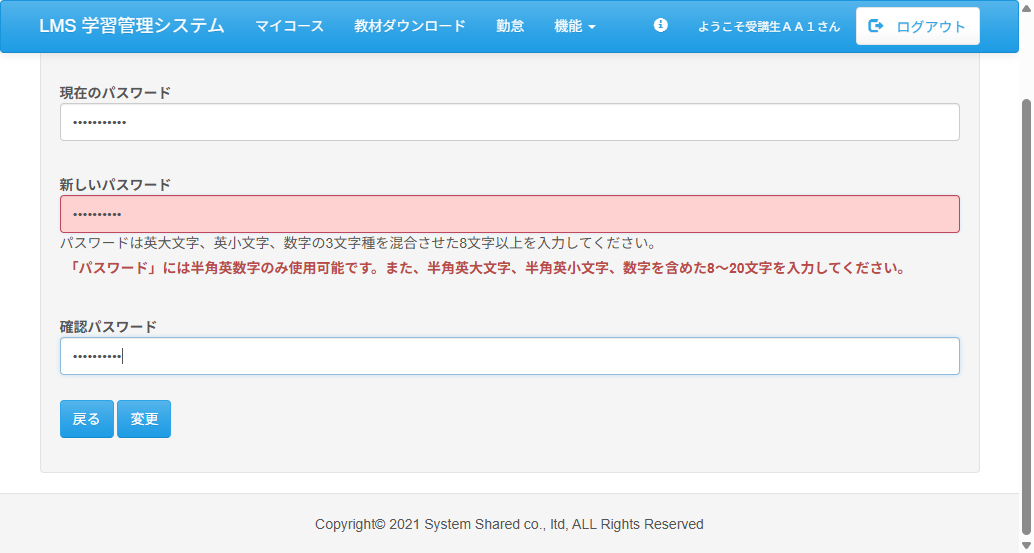 LMS 学習管理システム マイコース 教材ダウンロード 勤怠 機能 ようこそ受講生ＡＡ１さん ログアウト
現在のパスワード
•••••••••••
新しいパスワード
••••••••••
パスワードは英大文字、英小文字、数字の3文字種を混合させた8文字以上を入力してください。
「パスワード」には半角英数字のみ使用可能です。また、半角英大文字、半角英小文字、数字を含めた8～20文字を入力してください。
確認パスワード
••••••••••
戻る 変更
Copyright© 2021 System Shared co., ltd, ALL Rights Reserved